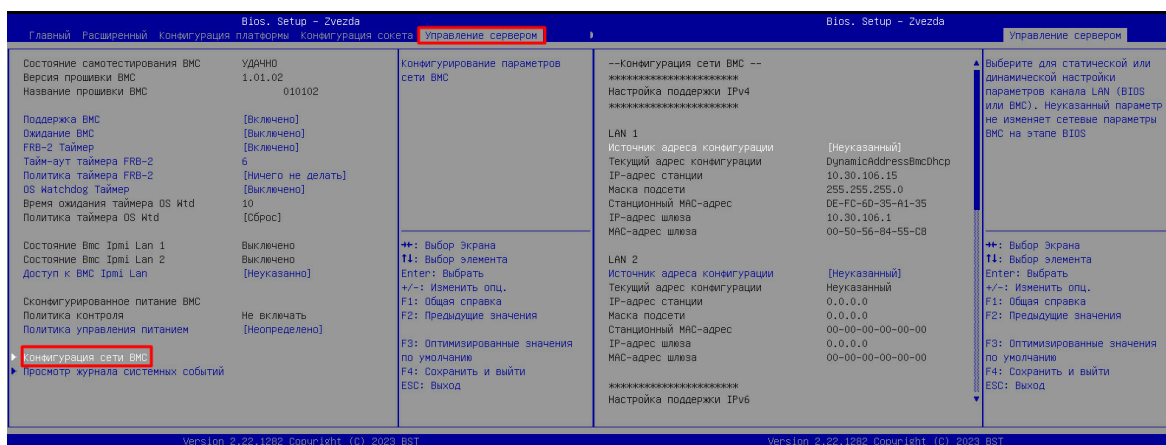 Bios. Setup - Zvezda
Главный Расширенный Конфигурация платформы Конфигурация сокета Управление сервером
Состояние самотестирования BMC УДАЧНО
Версия прошивки BMC 1.01.02
Название прошивки BMC 010102
Поддержка BMC [Включено]
Ожидание BMC [Выключено]
FRB-2 Таймер [Включено]
Тайм-аут таймера FRB-2 6
Политика таймера FRB-2 [Ничего не делать]
OS Watchdog Таймер [Выключено]
Время ожидания таймера OS Wtd 10
Политика таймера OS Wtd [Сброс]
Состояние Bmc Ipmi Lan 1 Выключено
Состояние Bmc Ipmi Lan 2 Выключено
Доступ к BMC Ipmi Lan [Неуказанно]
Сконфигурированное питание BMC
Политика контроля Не включать
Политика управления питанием [Неопределено]
Конфигурация сети BMC
Просмотр журнала системных событий
Конфигурирование параметров
сети BMC
→←: Выбор Экрана
↑↓: Выбор элемента
Enter: Выбрать
+/-: Изменить опц.
F1: Общая справка
F2: Предыдущие значения
F3: Оптимизированные значения
по умолчанию
F4: Сохранить и выйти
ESC: Выход
Version 2.22.1282 Copyright (C) 2023 BST
Bios. Setup - Zvezda
Управление сервером
--Конфигурация сети BMC --
***********************
Настройка поддержки IPv4
***********************
LAN 1
Источник адреса конфигурации [Неуказанный]
Текущий адрес конфигурации DynamicAddressBmcDhcp
IP-адрес станции 10.30.106.15
Маска подсети 255.255.255.0
Станционный MAC-адрес DE-FC-6D-35-A1-35
IP-адрес шлюза 10.30.106.1
MAC-адрес шлюза 00-50-56-84-55-C8
LAN 2
Источник адреса конфигурации [Неуказанный]
Текущий адрес конфигурации Неуказанный
IP-адрес станции 0.0.0.0
Маска подсети 0.0.0.0
Станционный MAC-адрес 00-00-00-00-00-00
IP-адрес шлюза 0.0.0.0
MAC-адрес шлюза 00-00-00-00-00-00
***********************
Настройка поддержки IPv6
Выберите для статической или
динамической настройки
параметров канала LAN (BIOS
или BMC). Неуказанный параметр
не изменяет сетевые параметры
BMC на этапе BIOS
→←: Выбор Экрана
↑↓: Выбор элемента
Enter: Выбрать
+/-: Изменить опц.
F1: Общая справка
F2: Предыдущие значения
F3: Оптимизированные значения
по умолчанию
F4: Сохранить и выйти
ESC: Выход
Version 2.22.1282 Copyright (C) 2023 BST